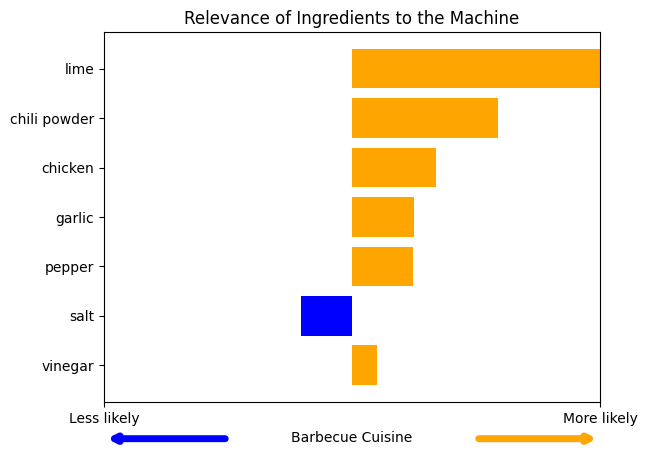 Relevance of Ingredients to the Machine
lime
chili powder
chicken
garlic
pepper
salt
vinegar
Less likely
More likely
Barbecue Cuisine